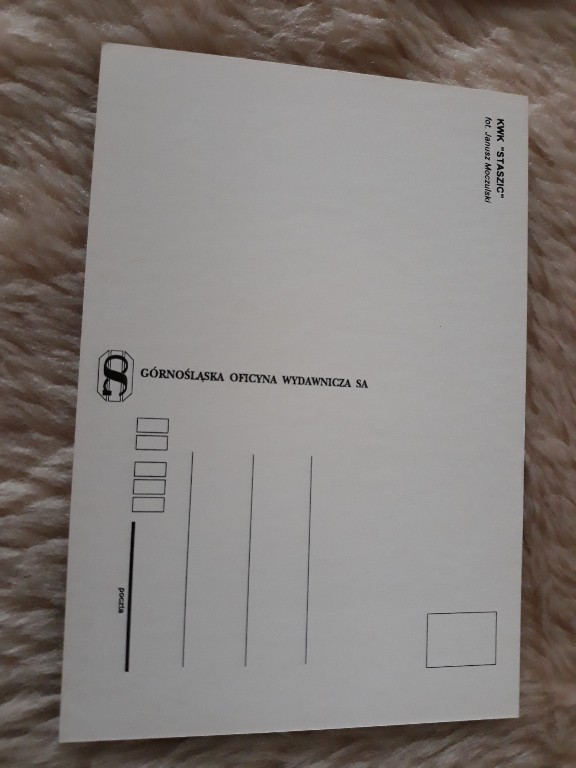 KWK "STASZIC"
fot. Janusz Moczulski
GÓRNOŚLĄSKA OFICYNA WYDAWNICZA SA
poczta